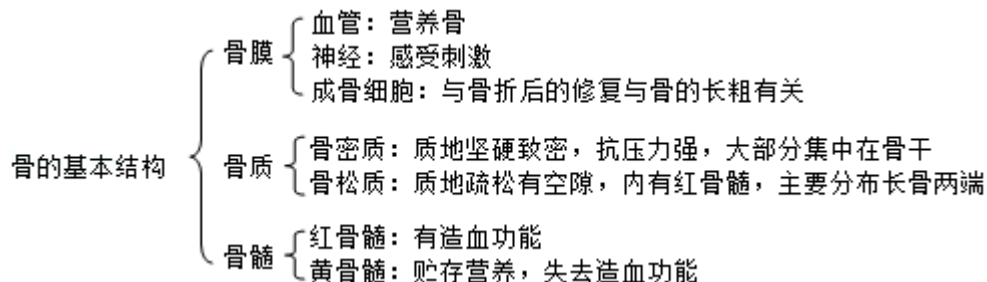 血管：营养骨
骨膜
神经：感受刺激
成骨细胞：与骨折后的修复与骨的长粗有关
骨的基本结构
骨质
骨密质：质地坚硬致密，抗压力强，大部分集中在骨干
骨松质：质地疏松有空隙，内有红骨髓，主要分布长骨两端
骨髓
红骨髓：有造血功能
黄骨髓：贮存营养，失去造血功能